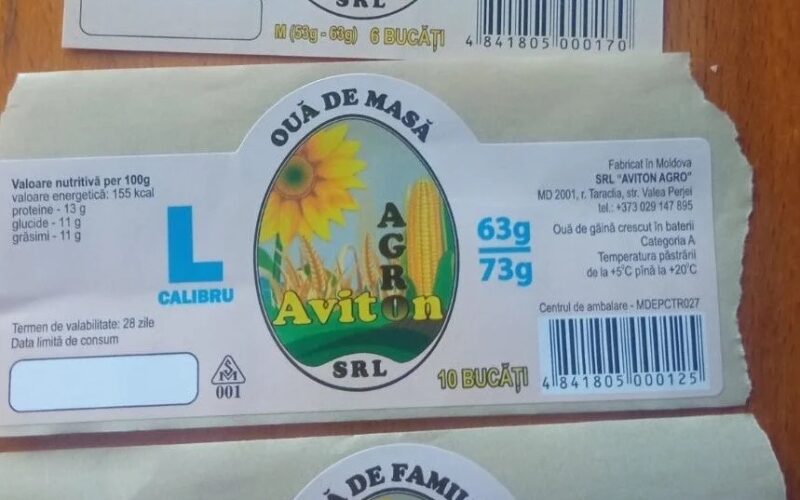 SRL
M (53g - 63g) 6 BUCĂȚI
4 841805 000170
OUĂ DE MASĂ
Valoare nutritivă per 100g
valoare energetică: 155 kcal
proteine - 13 g
glucide - 11 g
grăsimi - 11 g
L
CALIBRU
AGRO
Aviton
SRL
63g
73g
10 BUCĂȚI
Termen de valabilitate: 28 zile
Data limită de consum
SM
001
Fabricat în Moldova
SRL "AVITON AGRO"
MD 2001, r. Taraclia, str. Valea Perjei
tel.: +373 029 147 895
Ouă de găină crescut în baterii
Categoria A
Temperatura păstrării
de la +5°C pînă la +20°C
Centrul de ambalare - MDEPCTR027
4 841805 000125
Ă DE FAMIL